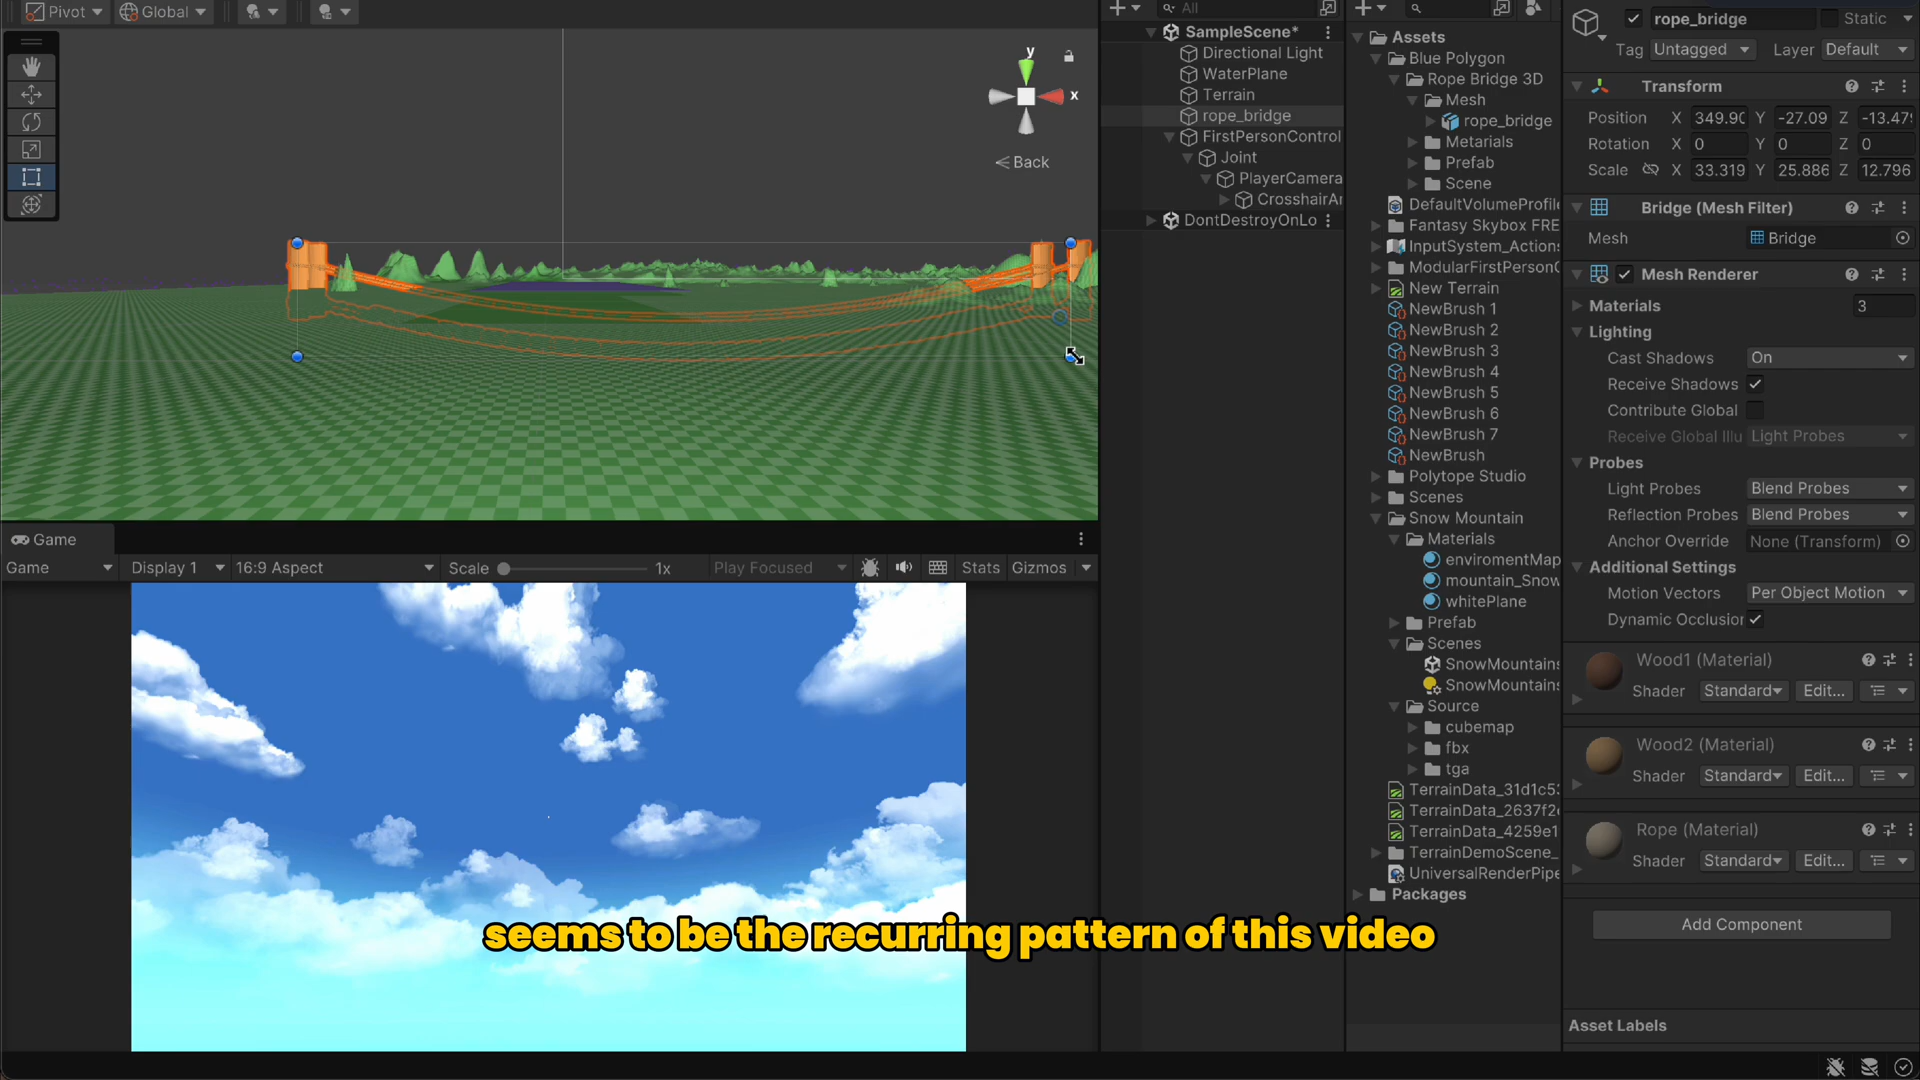 Pivot
Global
y
x
Back
Game
Game
Display 1
16:9 Aspect
Scale
1x
Play Focused
Stats
Gizmos
All
SampleScene*
Directional Light
WaterPlane
Terrain
rope_bridge
FirstPersonControl
Joint
PlayerCamera
CrosshairAn
DontDestroyOnLo
Assets
Blue Polygon
Rope Bridge 3D
Mesh
rope_bridge
Metarials
Prefab
Scene
DefaultVolumeProfile
Fantasy Skybox FRE
InputSystem_Actions
ModularFirstPersonC
New Terrain
NewBrush 1
NewBrush 2
NewBrush 3
NewBrush 4
NewBrush 5
NewBrush 6
NewBrush 7
NewBrush
Polytope Studio
Scenes
Snow Mountain
Materials
enviromentMap
mountain_Snow
whitePlane
Prefab
Scenes
SnowMountains
SnowMountains
Source
cubemap
fbx
tga
TerrainData_31d1c5
TerrainData_2637f2
TerrainData_4259e1
TerrainDemoScene_
UniversalRenderPipe
Packages
rope_bridge
Static
Tag Untagged Layer Default
Transform
Position X 349.90 Y -27.09 Z -13.479
Rotation X 0 Y 0 Z 0
Scale X 33.319 Y 25.886 Z 12.796
Bridge (Mesh Filter)
Mesh Bridge
Mesh Renderer
Materials 3
Lighting
Cast Shadows On
Receive Shadows
Contribute Global
Receive Global Illu Light Probes
Probes
Light Probes Blend Probes
Reflection Probes Blend Probes
Anchor Override None (Transform)
Additional Settings
Motion Vectors Per Object Motion
Dynamic Occlusion
Wood1 (Material)
Shader Standard Edit...
Wood2 (Material)
Shader Standard Edit...
Rope (Material)
Shader Standard Edit...
Add Component
Asset Labels
seems to be the recurring pattern of this video